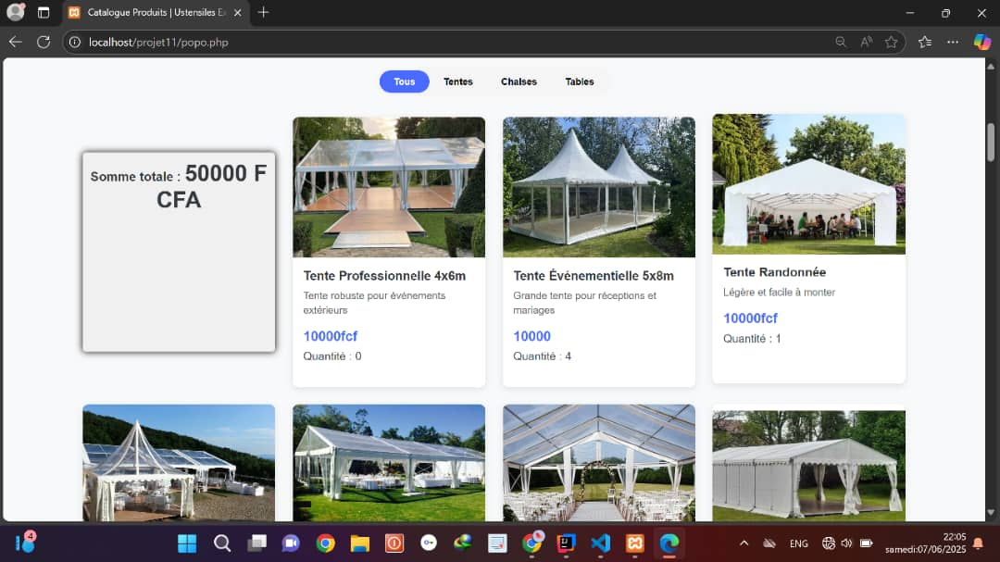 Catalogue Produits | Ustensiles E
localhost/projet11/popo.php
Tous Tentes Chaises Tables
Somme totale : 50000 F
CFA
Tente Professionnelle 4x6m
Tente robuste pour événements
extérieurs
10000fcf
Quantité : 0
Tente Événementielle 5x8m
Grande tente pour réceptions et
mariages
10000
Quantité : 4
Tente Randonnée
Légère et facile à monter
10000fcf
Quantité : 1
4
ENG
22:05
samedi:07/06/2025